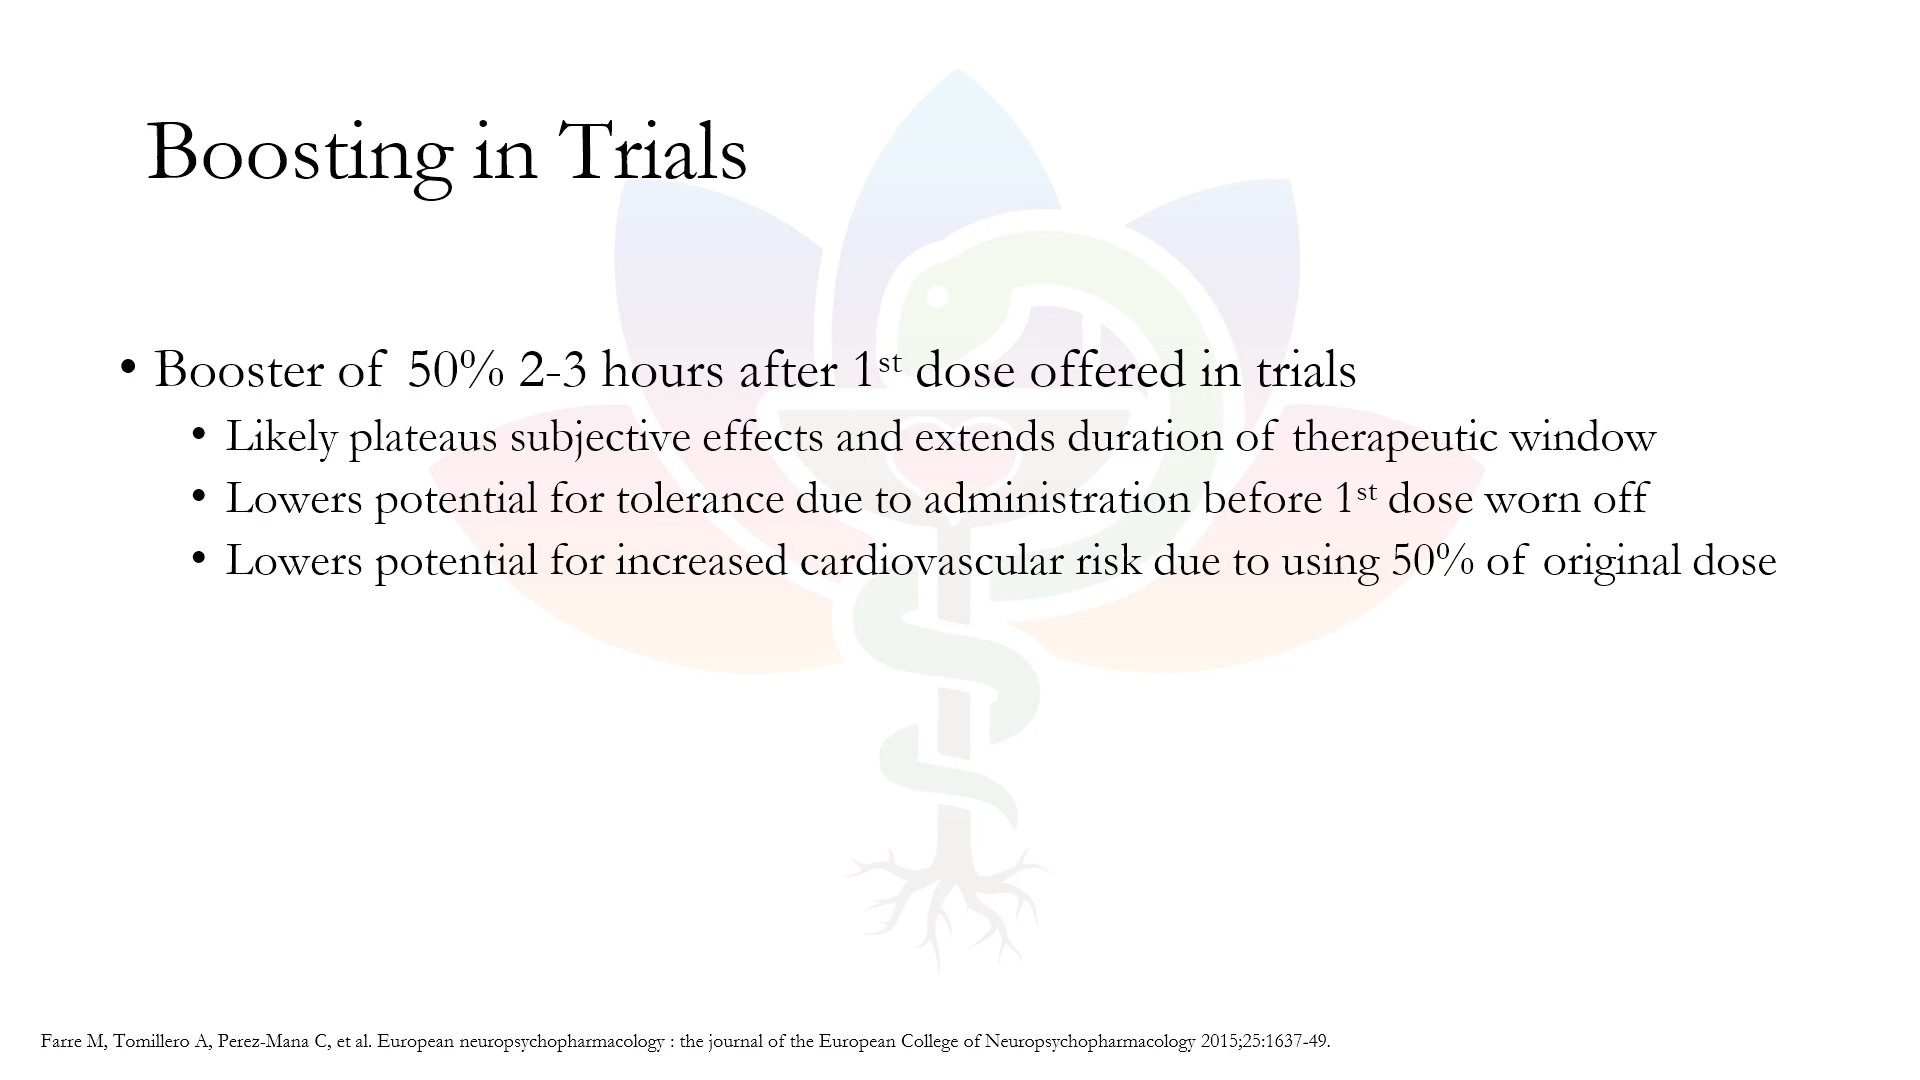 Boosting in Trials
• Booster of 50% 2-3 hours after 1st dose offered in trials
• Likely plateaus subjective effects and extends duration of therapeutic window
• Lowers potential for tolerance due to administration before 1st dose worn off
• Lowers potential for increased cardiovascular risk due to using 50% of original dose
Farre M, Tomillero A, Perez-Mana C, et al. European neuropsychopharmacology : the journal of the European College of Neuropsychopharmacology 2015;25:1637-49.